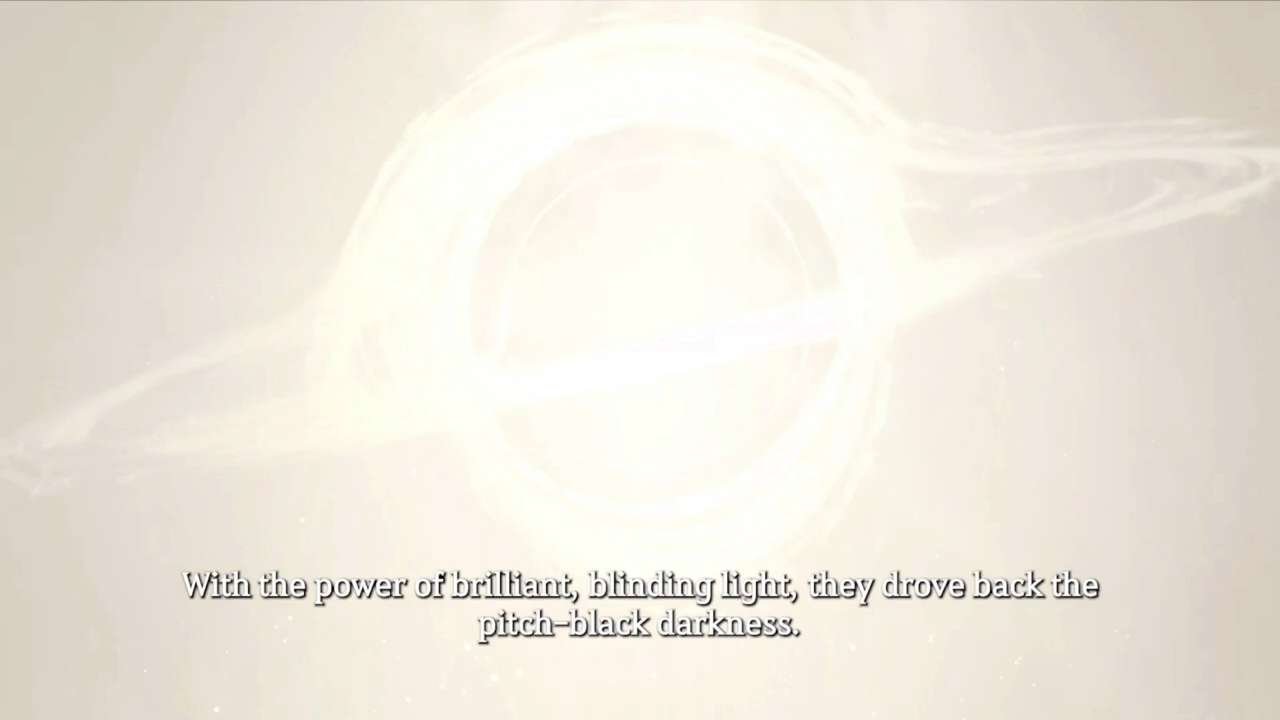 With the power of brilliant, blinding light, they drove back the
pitch-black darkness.